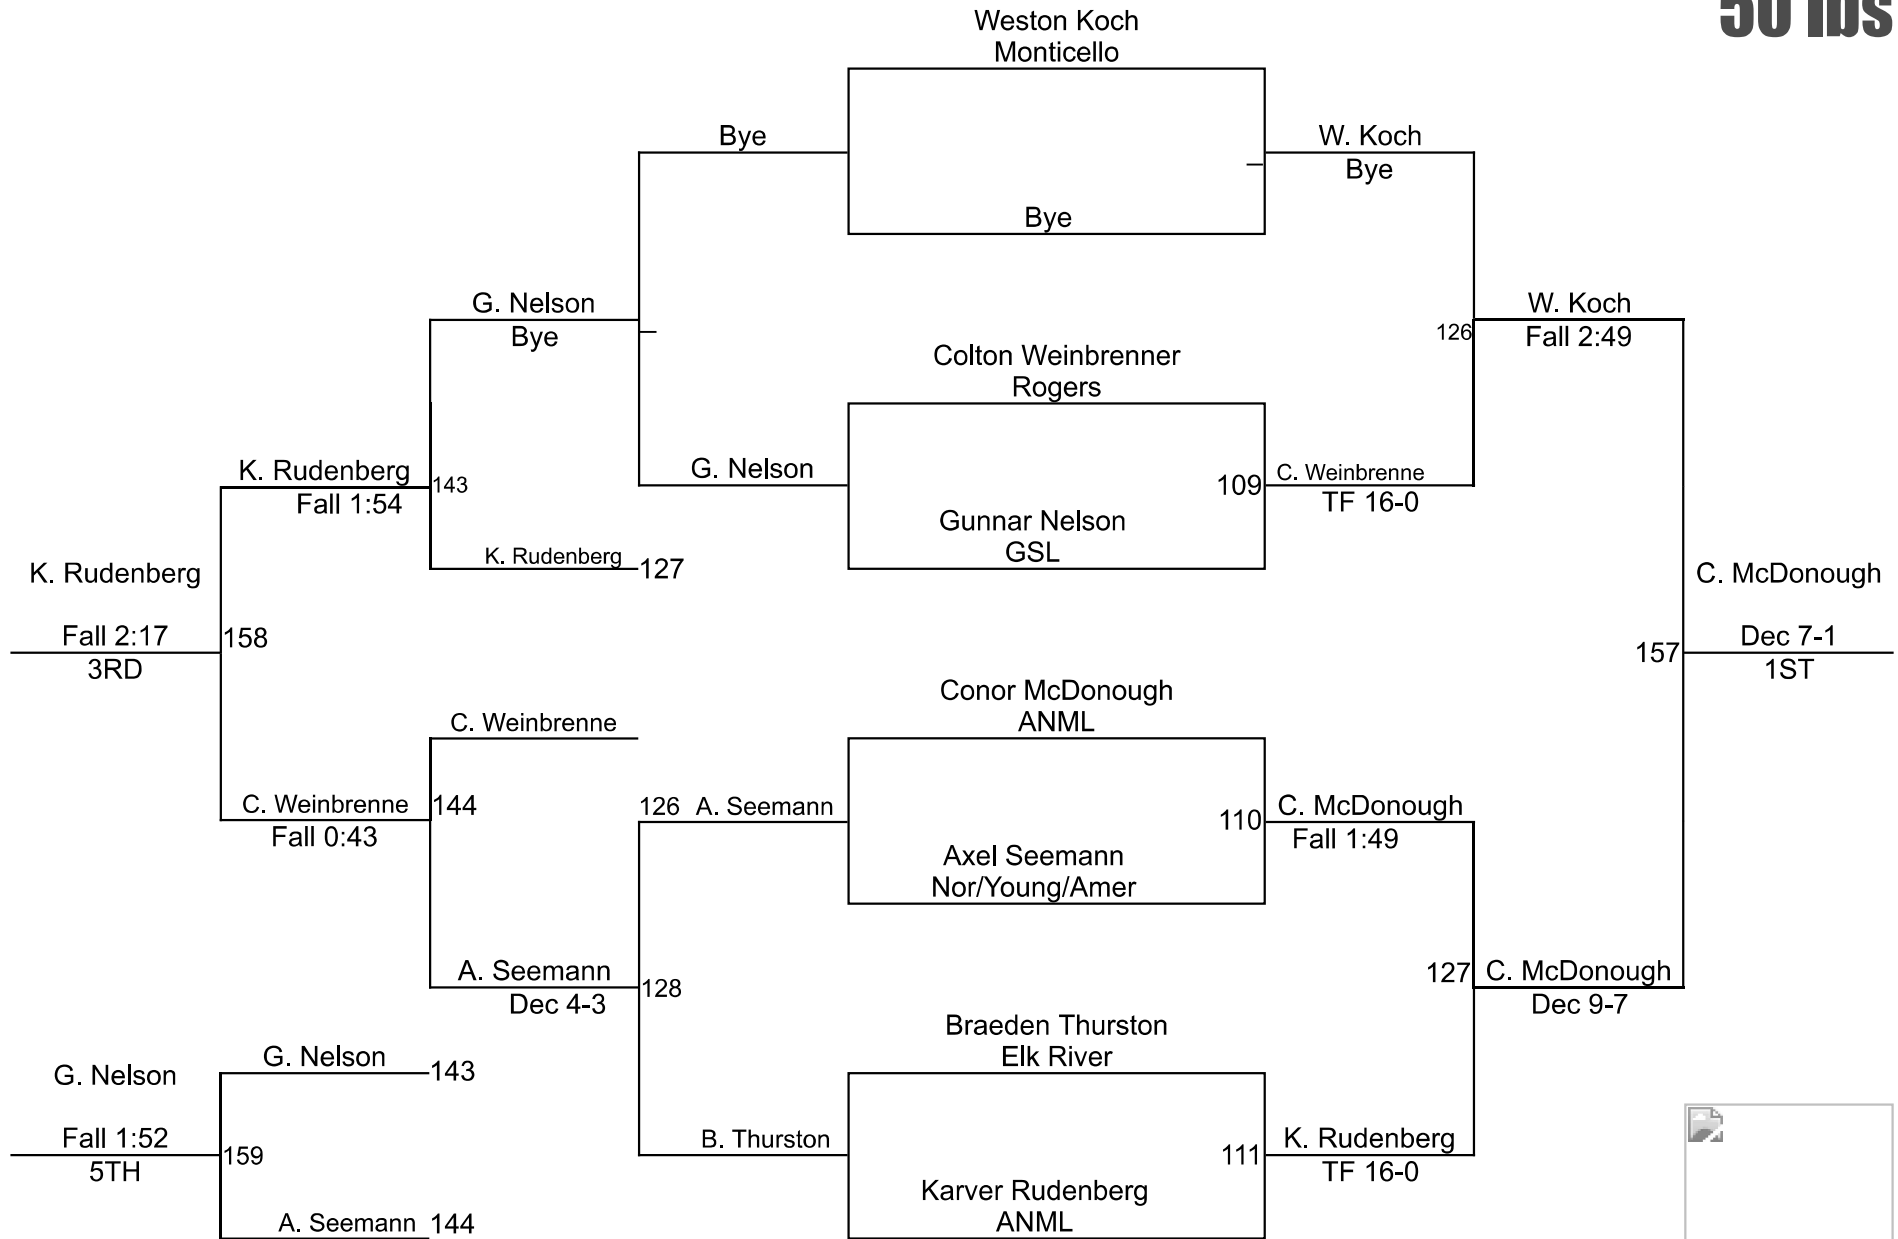 50 lbs
Weston Koch
Monticello
Bye
W. Koch
Bye
Bye
G. Nelson
Bye
W. Koch
126
Fall 2:49
Colton Weinbrenner
Rogers
K. Rudenberg
143
Fall 1:54
G. Nelson
109
C. Weinbrenne
TF 16-0
Gunnar Nelson
GSL
K. Rudenberg
127
K. Rudenberg
C. McDonough
Fall 2:17
158
3RD
157
Dec 7-1
1ST
Conor McDonough
ANML
C. Weinbrenne
C. Weinbrenne
144
Fall 0:43
126
A. Seemann
110
C. McDonough
Fall 1:49
Axel Seemann
Nor/Young/Amer
A. Seemann
128
Dec 4-3
127
C. McDonough
Dec 9-7
Braeden Thurston
Elk River
G. Nelson
143
G. Nelson
Fall 1:52
159
5TH
B. Thurston
111
K. Rudenberg
TF 16-0
Karver Rudenberg
ANML
A. Seemann
144